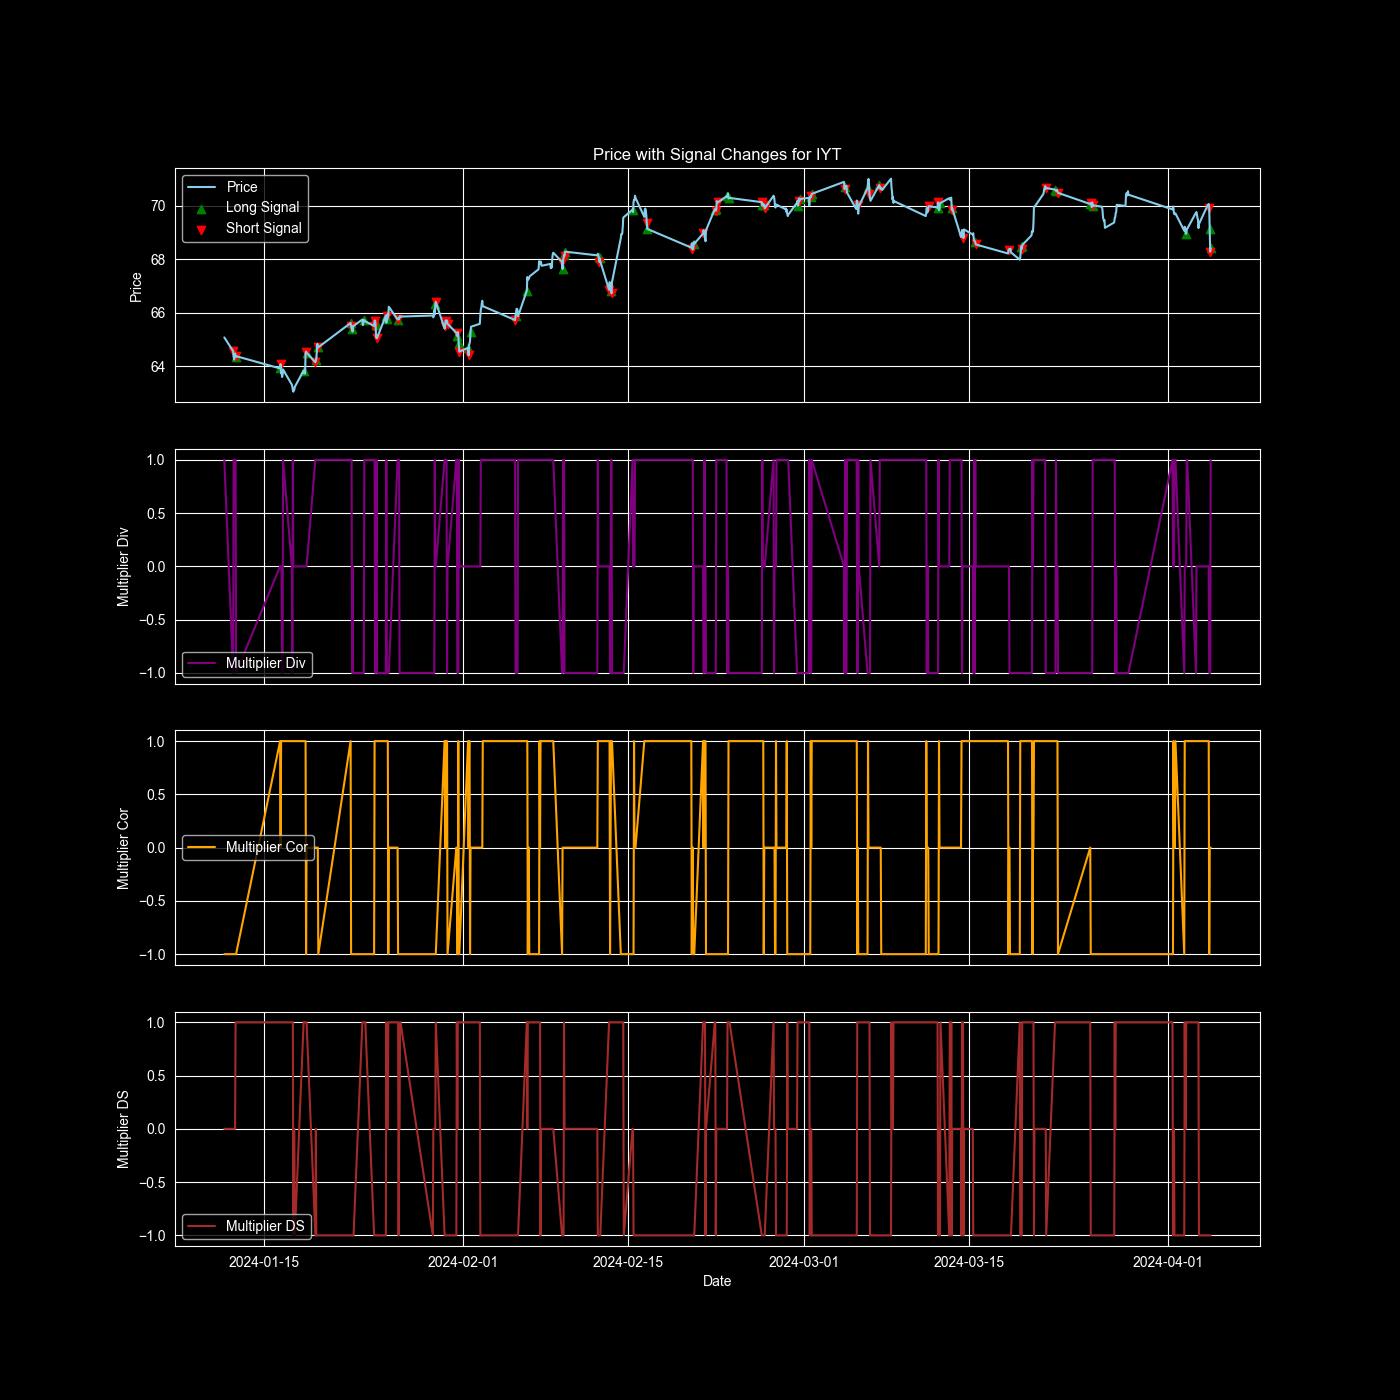 Price with Signal Changes for IYT
Price
Long Signal
Short Signal
70
68
66
64
Price
1.0
0.5
0.0
−0.5
−1.0
Multiplier Div
Multiplier Div
1.0
0.5
0.0
−0.5
−1.0
Multiplier Cor
Multiplier Cor
1.0
0.5
0.0
−0.5
−1.0
Multiplier DS
Multiplier DS
2024-01-15 2024-02-01 2024-02-15 2024-03-01 2024-03-15 2024-04-01
Date